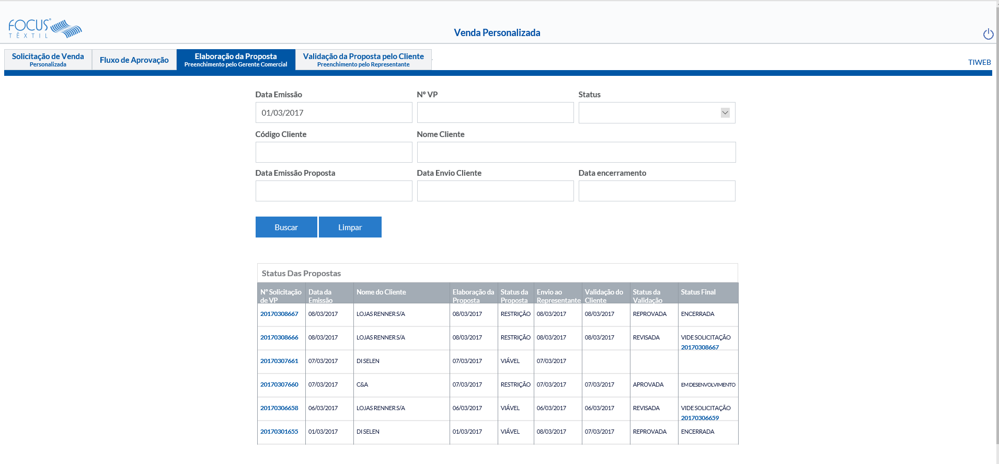 FOCUS®
TÊXTIL
Venda Personalizada
Solicitação de Venda
Personalizada
Fluxo de Aprovação
Elaboração da Proposta
Preenchimento pelo Gerente Comercial
Validação da Proposta pelo Cliente
Preenchimento pelo Representante
TIWEB
Data Emissão Nº VP Status
01/03/2017
Código Cliente Nome Cliente
Data Emissão Proposta Data Envio Cliente Data encerramento
Buscar Limpar
Status Das Propostas
Nº Solicitação Data da Nome do Cliente Elaboração da Status da Envio ao Validação do Status da Status Final
de VP Emissão Proposta Proposta Representante Cliente Validação
20170308667 08/03/2017 LOJAS RENNER S/A 08/03/2017 RESTRIÇÃO 08/03/2017 08/03/2017 REPROVADA ENCERRADA
20170308666 08/03/2017 LOJAS RENNER S/A 08/03/2017 RESTRIÇÃO 08/03/2017 08/03/2017 REVISADA VIDE SOLICITAÇÃO
20170308667
20170307661 07/03/2017 DI SELEN 07/03/2017 VIÁVEL 07/03/2017
20170307660 07/03/2017 C&A 07/03/2017 RESTRIÇÃO 07/03/2017 07/03/2017 APROVADA EM DESENVOLVIMENTO
20170306658 06/03/2017 LOJAS RENNER S/A 06/03/2017 VIÁVEL 06/03/2017 06/03/2017 REVISADA VIDE SOLICITAÇÃO
20170306659
20170301655 01/03/2017 DI SELEN 01/03/2017 VIÁVEL 08/03/2017 07/03/2017 REPROVADA ENCERRADA